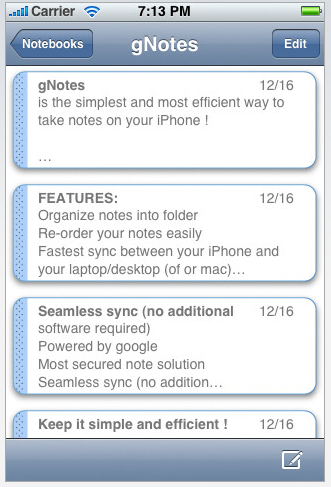 Carrier 7:13 PM
Notebooks gNotes Edit
gNotes 12/16
is the simplest and most efficient way to
take notes on your iPhone !
...
FEATURES: 12/16
Organize notes into folder
Re-order your notes easily
Fastest sync between your iPhone and
your laptop/desktop (of or mac)...
Seamless sync (no additional 12/16
software required)
Powered by google
Most secured note solution
Seamless sync (no addition...
Keep it simple and efficient ! 12/16